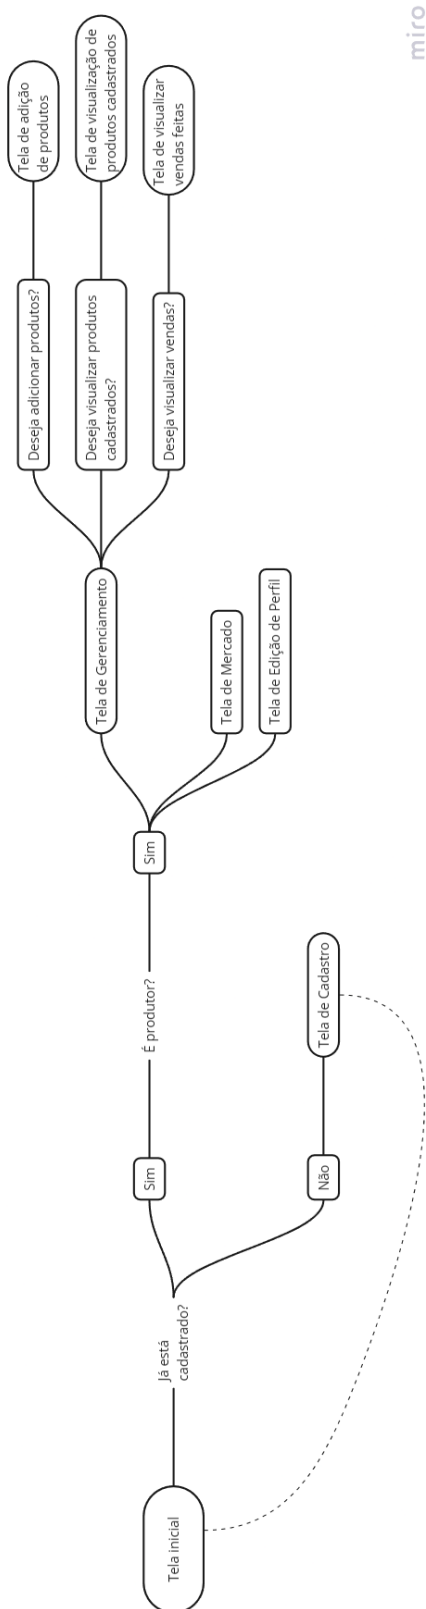 Tela inicial
Já está
cadastrado?
Sim
É produtor?
Sim
Tela de Gerenciamento
Deseja adicionar produtos?
Tela de adição
de produtos
Deseja visualizar produtos
cadastrados?
Tela de visualização de
produtos cadastrados
Deseja visualizar vendas?
Tela de visualizar
vendas feitas
Tela de Mercado
Tela de Edição de Perfil
Não
Tela de Cadastro
miro